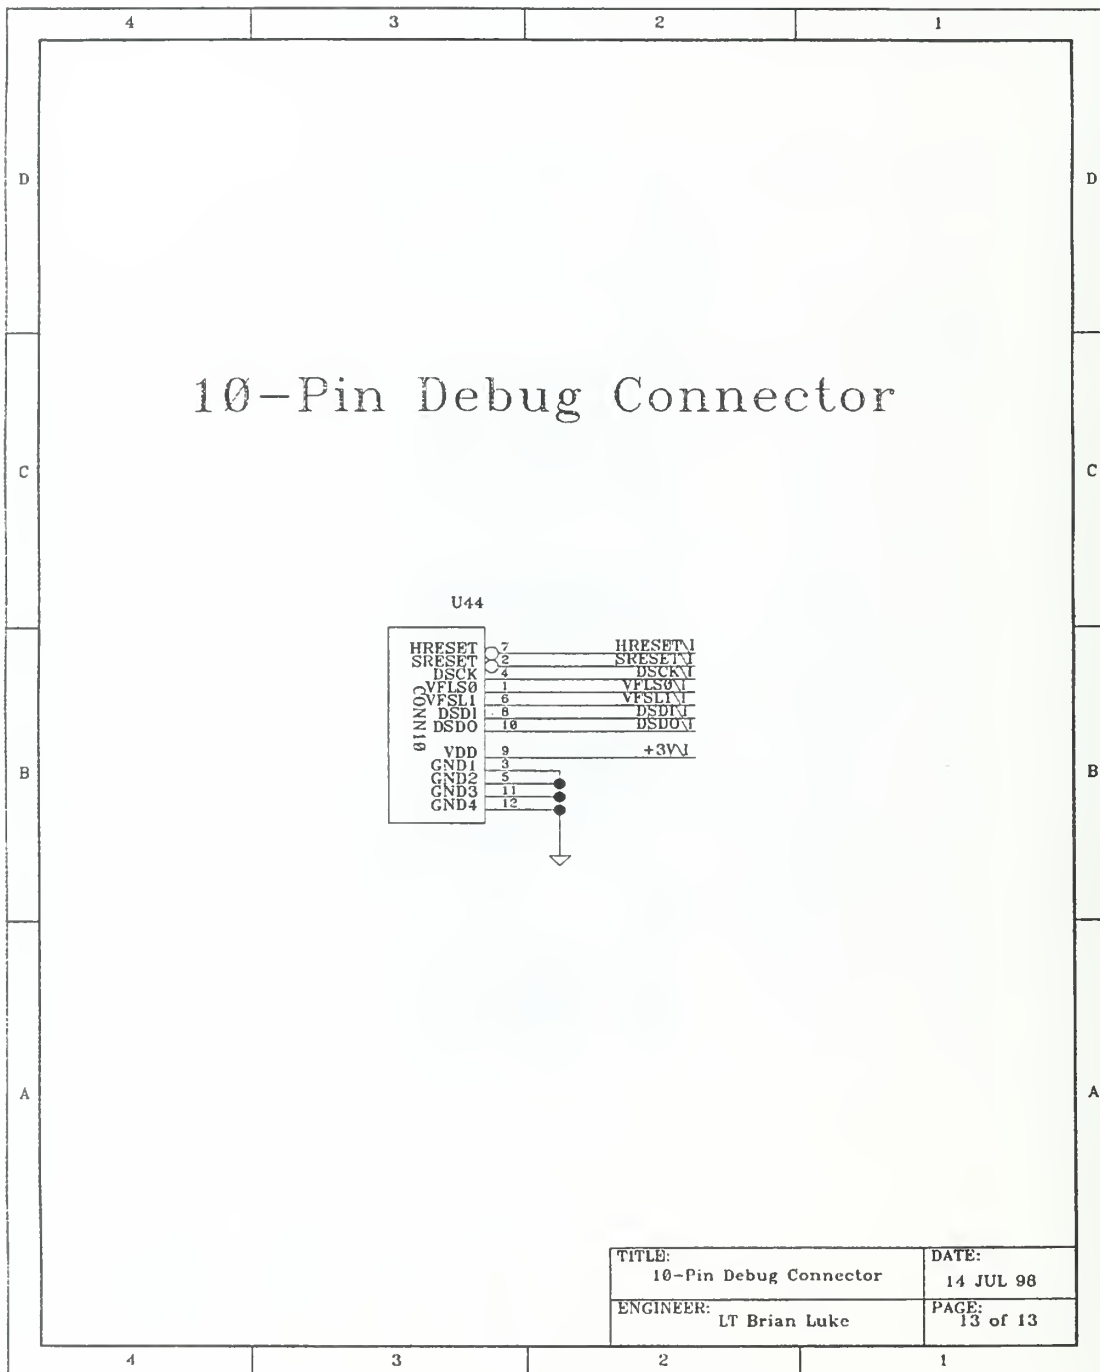 4 3 2 1
D D
10-Pin Debug Connector
C C
U44
HRESET 7 HRESET\I
SRESET 2 SRESET\I
DSCK 4 DSCK\I
VFLS0 1 VFLS0\I
VFSL1 6 VFSL1\I
DSDI 8 DSDI\I
DSDO 10 DSDO\I
CONN10
VDD 9 +3V\I
GND1 3
GND2 5
GND3 11
GND4 12
B B
A A
TITLE: DATE:
10-Pin Debug Connector 14 JUL 98
ENGINEER: PAGE:
LT Brian Luke 13 of 13
4 3 2 1